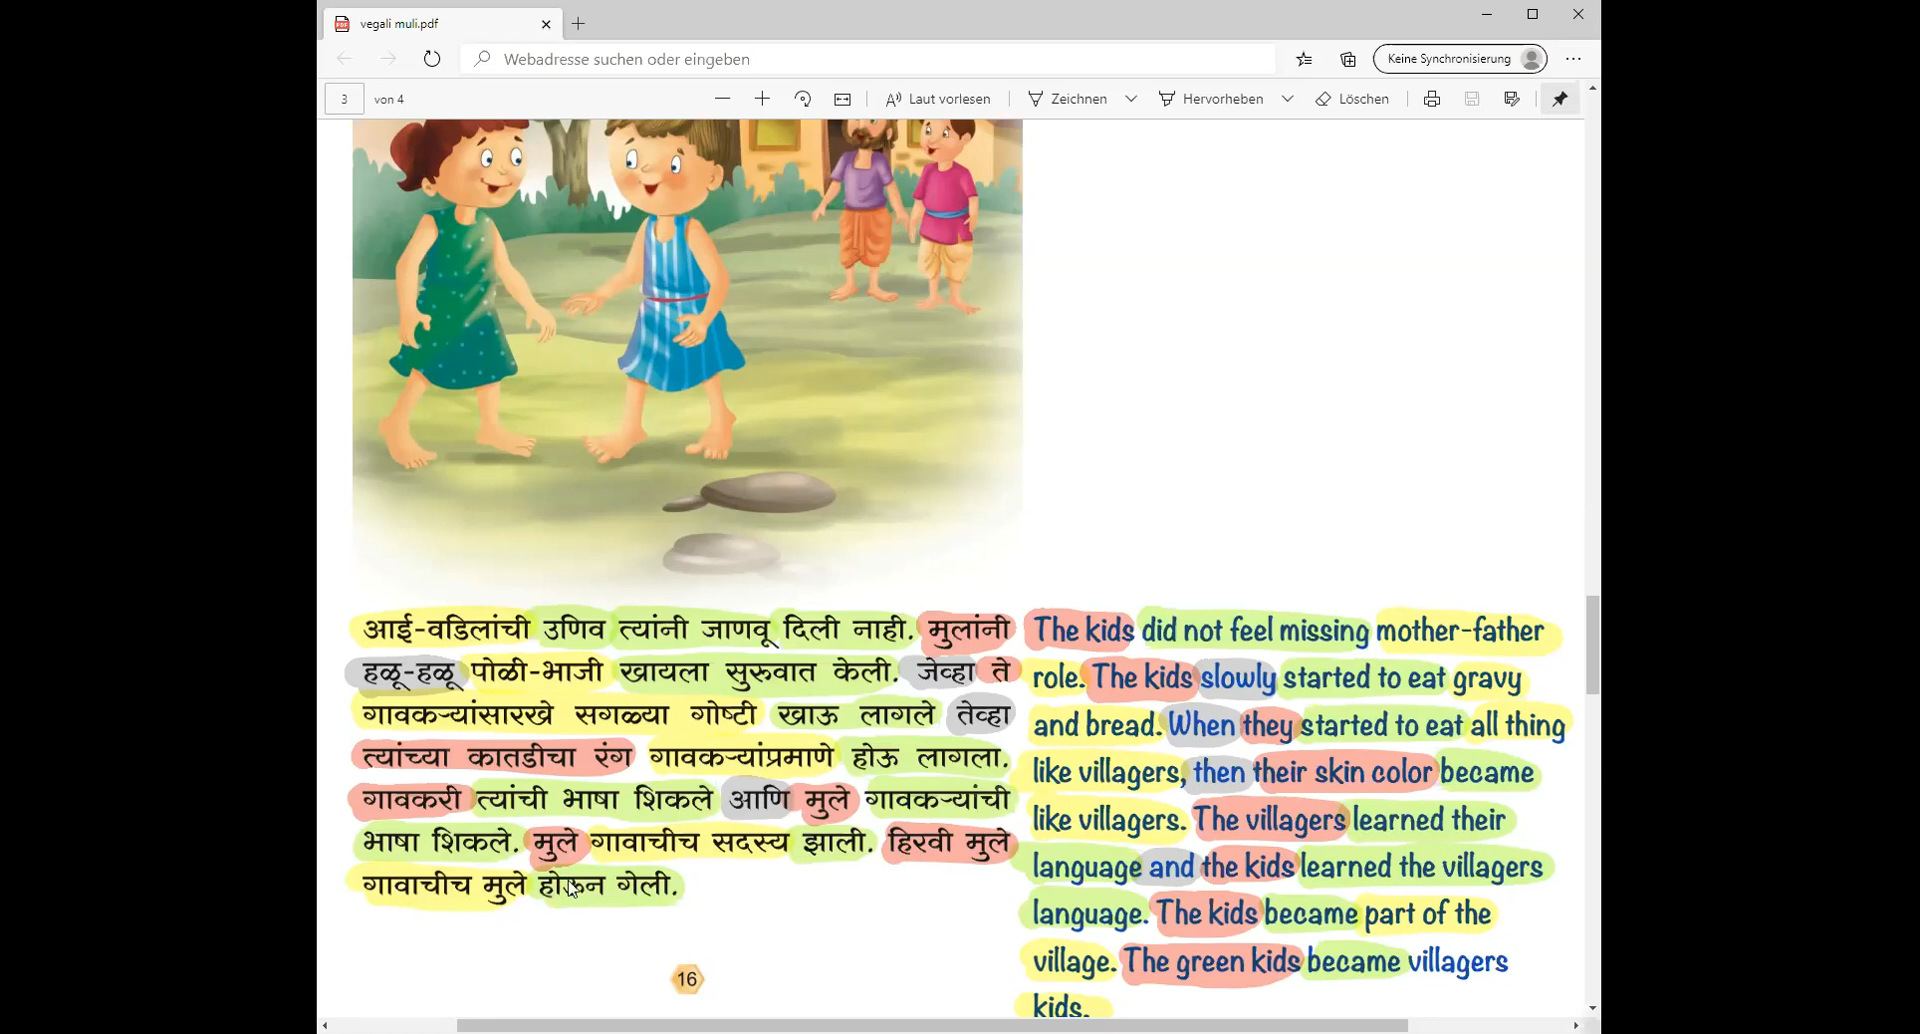 vegali muli.pdf
Webadresse suchen oder eingeben
Keine Synchronisierung
3 von 4
Laut vorlesen
Zeichnen
Hervorheben
Löschen
आई-वडिलांची उणिव त्यांनी जाणवू दिली नाही. मुलांनी
हळू-हळू पोळी-भाजी खायला सुरुवात केली. जेव्हा ते
गावकऱ्यांसारखे सगळ्या गोष्टी खाऊ लागले तेव्हा
त्यांच्या कातडीचा रंग गावकऱ्यांप्रमाणे होऊ लागला.
गावकरी त्यांची भाषा शिकले आणि मुले गावकऱ्यांची
भाषा शिकले. मुले गावाचीच सदस्य झाली. हिरवी मुले
गावाचीच मुले होऊन गेली.
16
The kids did not feel missing mother-father
role. The kids slowly started to eat gravy
and bread. When they started to eat all thing
like villagers, then their skin color became
like villagers. The villagers learned their
language and the kids learned the villagers
language. The kids became part of the
village. The green kids became villagers
kids.